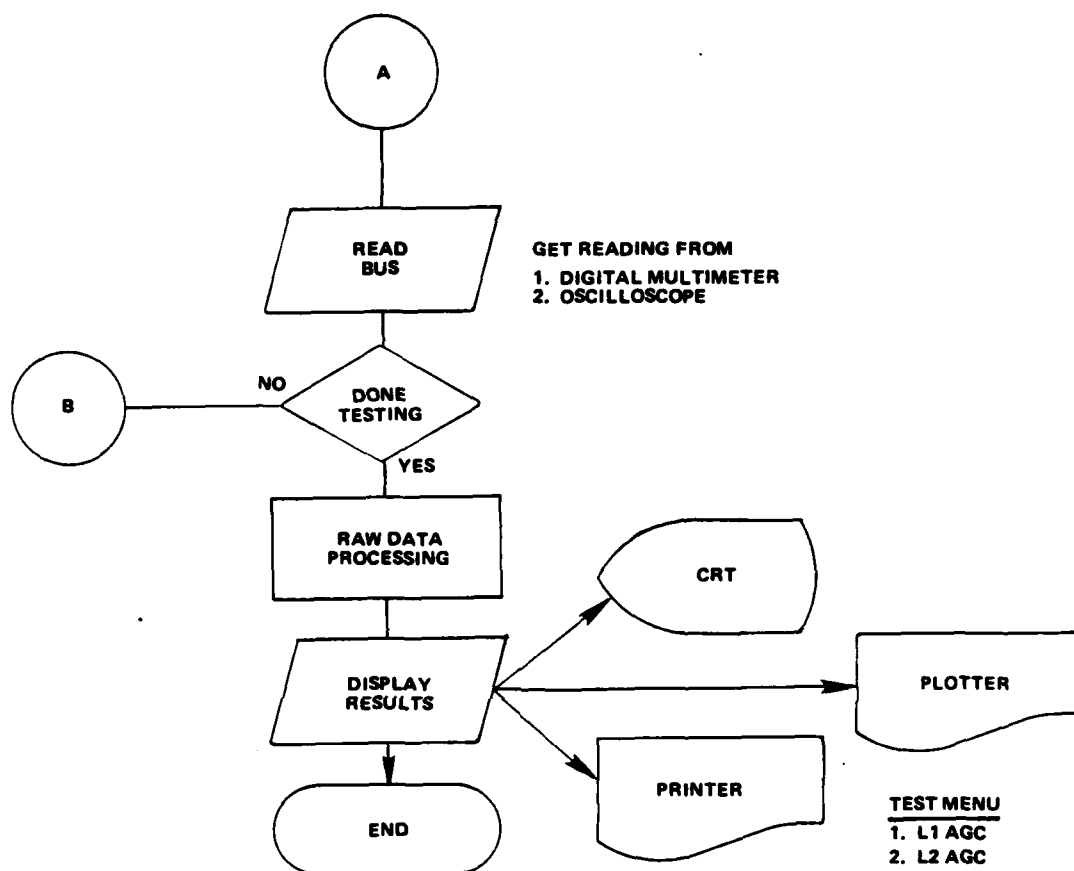 A
READ
BUS
GET READING FROM
1. DIGITAL MULTIMETER
2. OSCILLOSCOPE
B
NO
DONE
TESTING
YES
RAW DATA
PROCESSING
CRT
DISPLAY
RESULTS
PLOTTER
PRINTER
END
TEST MENU
1. L1 AGC
2. L2 AGC